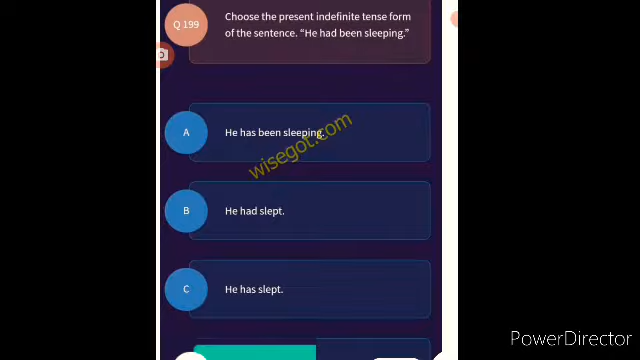 Q 199
Choose the present indefinite tense form
of the sentence. “He had been sleeping.”
A
He has been sleeping.
wisegot.com
B
He had slept.
C
He has slept.
PowerDirector